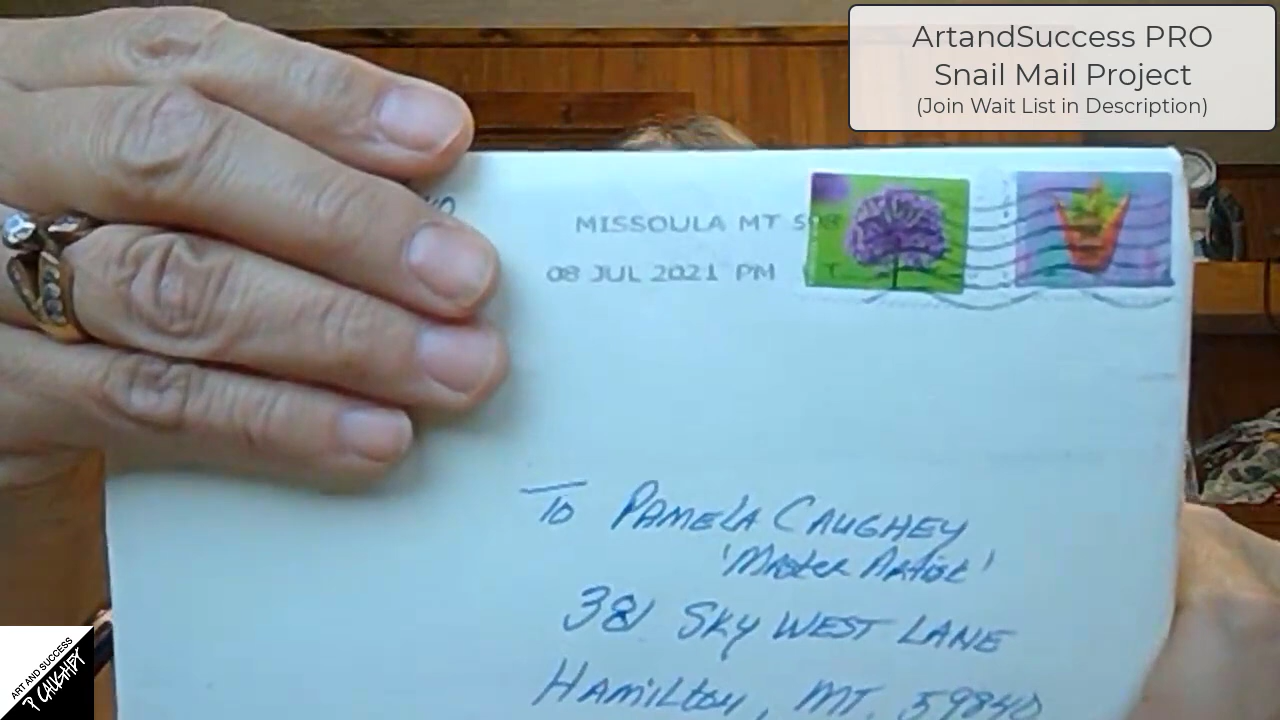 ArtandSuccess PRO
Snail Mail Project
(Join Wait List in Description)
MISSOULA MT
08 JUL 2021 PM
To PAMELA CAUGHEY
'Master Artist'
381 SKY WEST LANE
HAMILTON, MT. 59840
ART AND SUCCESS
P CAUGHEY